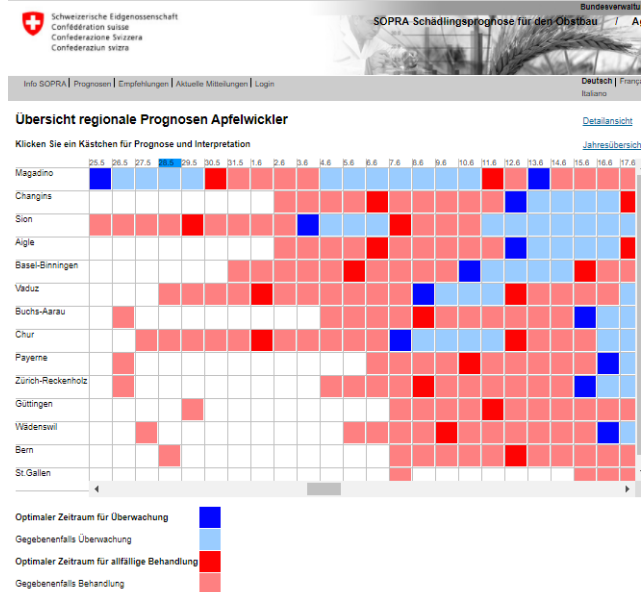 Bundesverwaltu
Schweizerische Eidgenossenschaft
Confédération suisse
Confederazione Svizzera
Confederaziun svizra
SOPRA Schädlingsprognose für den Obstbau / Ag
Info SOPRA | Prognosen | Empfehlungen | Aktuelle Mitteilungen | Login
Deutsch | França
Italiano
Übersicht regionale Prognosen Apfelwickler
Detailansicht
Klicken Sie ein Kästchen für Prognose und Interpretation
Jahresübersich
25.5 26.5 27.5 28.5 29.5 30.5 31.5 1.6 2.6 3.6 4.6 5.6 6.6 7.6 8.6 9.6 10.6 11.6 12.6 13.6 14.6 15.6 16.6 17.6
Magadino
Changins
Sion
Aigle
Basel-Binningen
Vaduz
Buchs-Aarau
Chur
Payerne
Zürich-Reckenholz
Güttingen
Wädenswil
Bern
St.Gallen
Optimaler Zeitraum für Überwachung
Gegebenenfalls Überwachung
Optimaler Zeitraum für allfällige Behandlung
Gegebenenfalls Behandlung